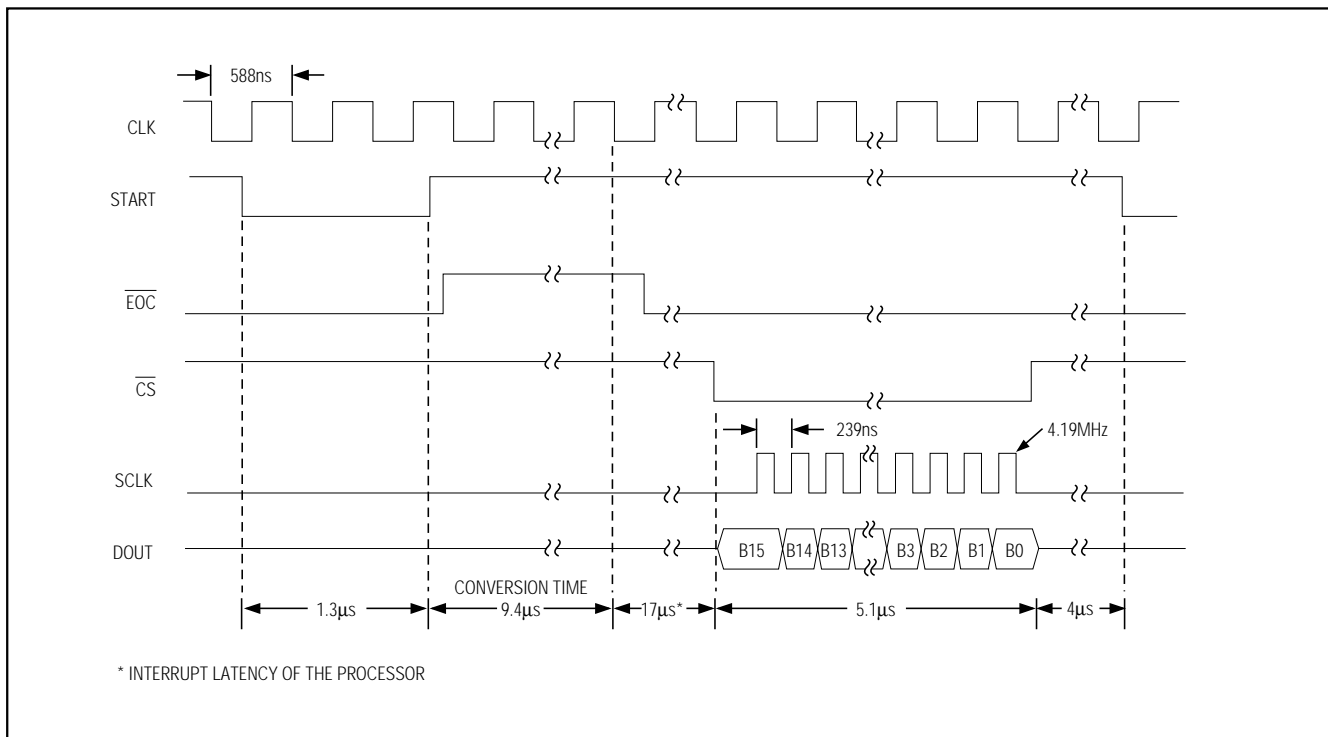 588ns
CLK
START
EOC
CS
239ns
4.19MHz
SCLK
DOUT
B15 B14 B13 B3 B2 B1 B0
CONVERSION TIME
1.3µs 9.4µs 17µs* 5.1µs 4µs
* INTERRUPT LATENCY OF THE PROCESSOR